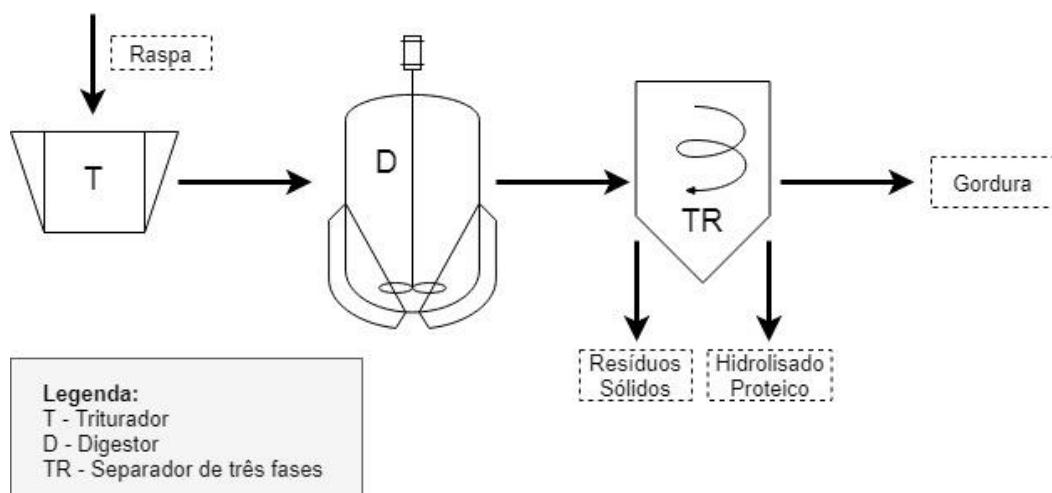 Raspa
T
D
TR
Gordura
Resíduos
Sólidos
Hidrolisado
Proteico
Legenda:
T - Triturador
D - Digestor
TR - Separador de três fases